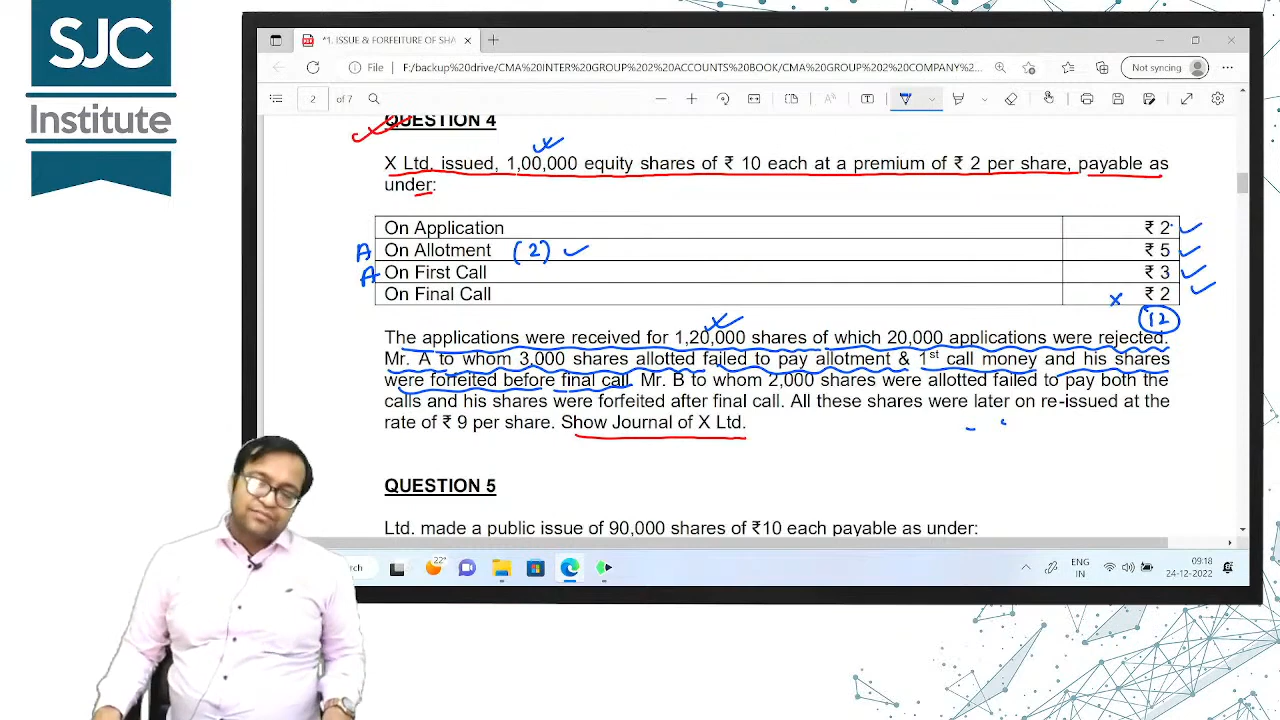 SJC
Institute
*1. ISSUE & FORFEITURE OF SHA
File
F:/backup%20drive/CMA%20INTER%20GROUP%202%20ACCOUNTS%20BOOK/CMA%20GROUP%202%20COMPANY%...
Not syncing
2 of 7
QUESTION 4
X Ltd. issued, 1,00,000 equity shares of ₹ 10 each at a premium of ₹ 2 per share, payable as
under:
On Application ₹ 2
A On Allotment (2) ₹ 5
A On First Call ₹ 3
On Final Call x ₹ 2
12
The applications were received for 1,20,000 shares of which 20,000 applications were rejected.
Mr. A to whom 3,000 shares allotted failed to pay allotment & 1st call money and his shares
were forfeited before final call. Mr. B to whom 2,000 shares were allotted failed to pay both the
calls and his shares were forfeited after final call. All these shares were later on re-issued at the
rate of ₹ 9 per share. Show Journal of X Ltd.
QUESTION 5
Ltd. made a public issue of 90,000 shares of ₹10 each payable as under:
rch
22°
ENG
IN
09:18
24-12-2022